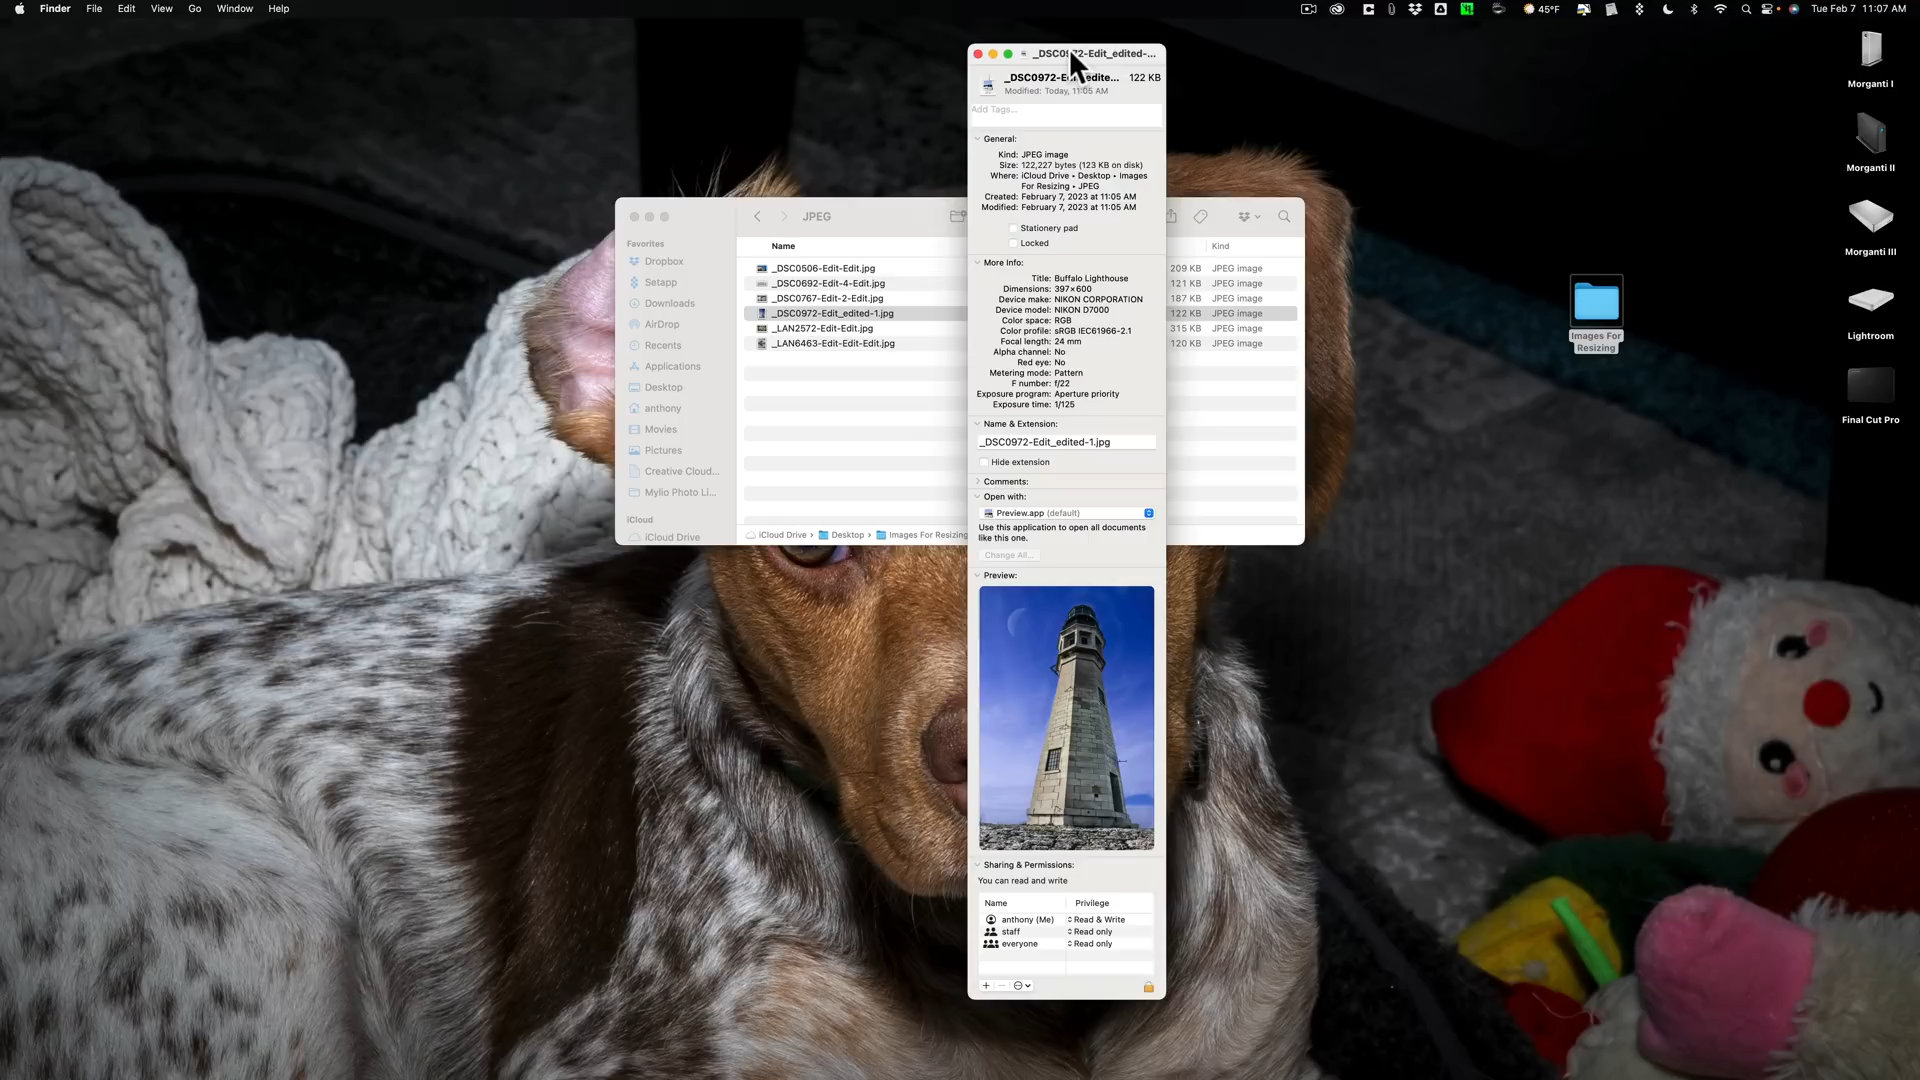 Finder File Edit View Go Window Help
45°F Tue Feb 7 11:07 AM
Morganti I
Morganti II
Morganti III
Lightroom
Final Cut Pro
Images For
Resizing
JPEG
Favorites
Dropbox
Setapp
Downloads
AirDrop
Recents
Applications
Desktop
anthony
Movies
Pictures
Creative Cloud...
Mylio Photo Li...
iCloud
iCloud Drive
Name Kind
_DSC0506-Edit-Edit.jpg 209 KB JPEG image
_DSC0692-Edit-4-Edit.jpg 121 KB JPEG image
_DSC0767-Edit-2-Edit.jpg 187 KB JPEG image
_DSC0972-Edit_edited-1.jpg 122 KB JPEG image
_LAN2572-Edit-Edit.jpg 315 KB JPEG image
_LAN6463-Edit-Edit-Edit.jpg 120 KB JPEG image
iCloud Drive › Desktop › Images For Resizing
_DSC0972-Edit_edited-...
122 KB
Modified: Today, 11:05 AM
Add Tags...
General:
Kind: JPEG image
Size: 122,227 bytes (123 KB on disk)
Where: iCloud Drive • Desktop • Images
For Resizing • JPEG
Created: February 7, 2023 at 11:05 AM
Modified: February 7, 2023 at 11:05 AM
Stationery pad
Locked
More Info:
Title: Buffalo Lighthouse
Dimensions: 397×600
Device make: NIKON CORPORATION
Device model: NIKON D7000
Color space: RGB
Color profile: sRGB IEC61966-2.1
Focal length: 24 mm
Alpha channel: No
Red eye: No
Metering mode: Pattern
F number: f/22
Exposure program: Aperture priority
Exposure time: 1/125
Name & Extension:
_DSC0972-Edit_edited-1.jpg
Hide extension
Comments:
Open with:
Preview.app (default)
Use this application to open all documents
like this one.
Change All...
Preview:
Sharing & Permissions:
You can read and write
Name Privilege
anthony (Me) Read & Write
staff Read only
everyone Read only